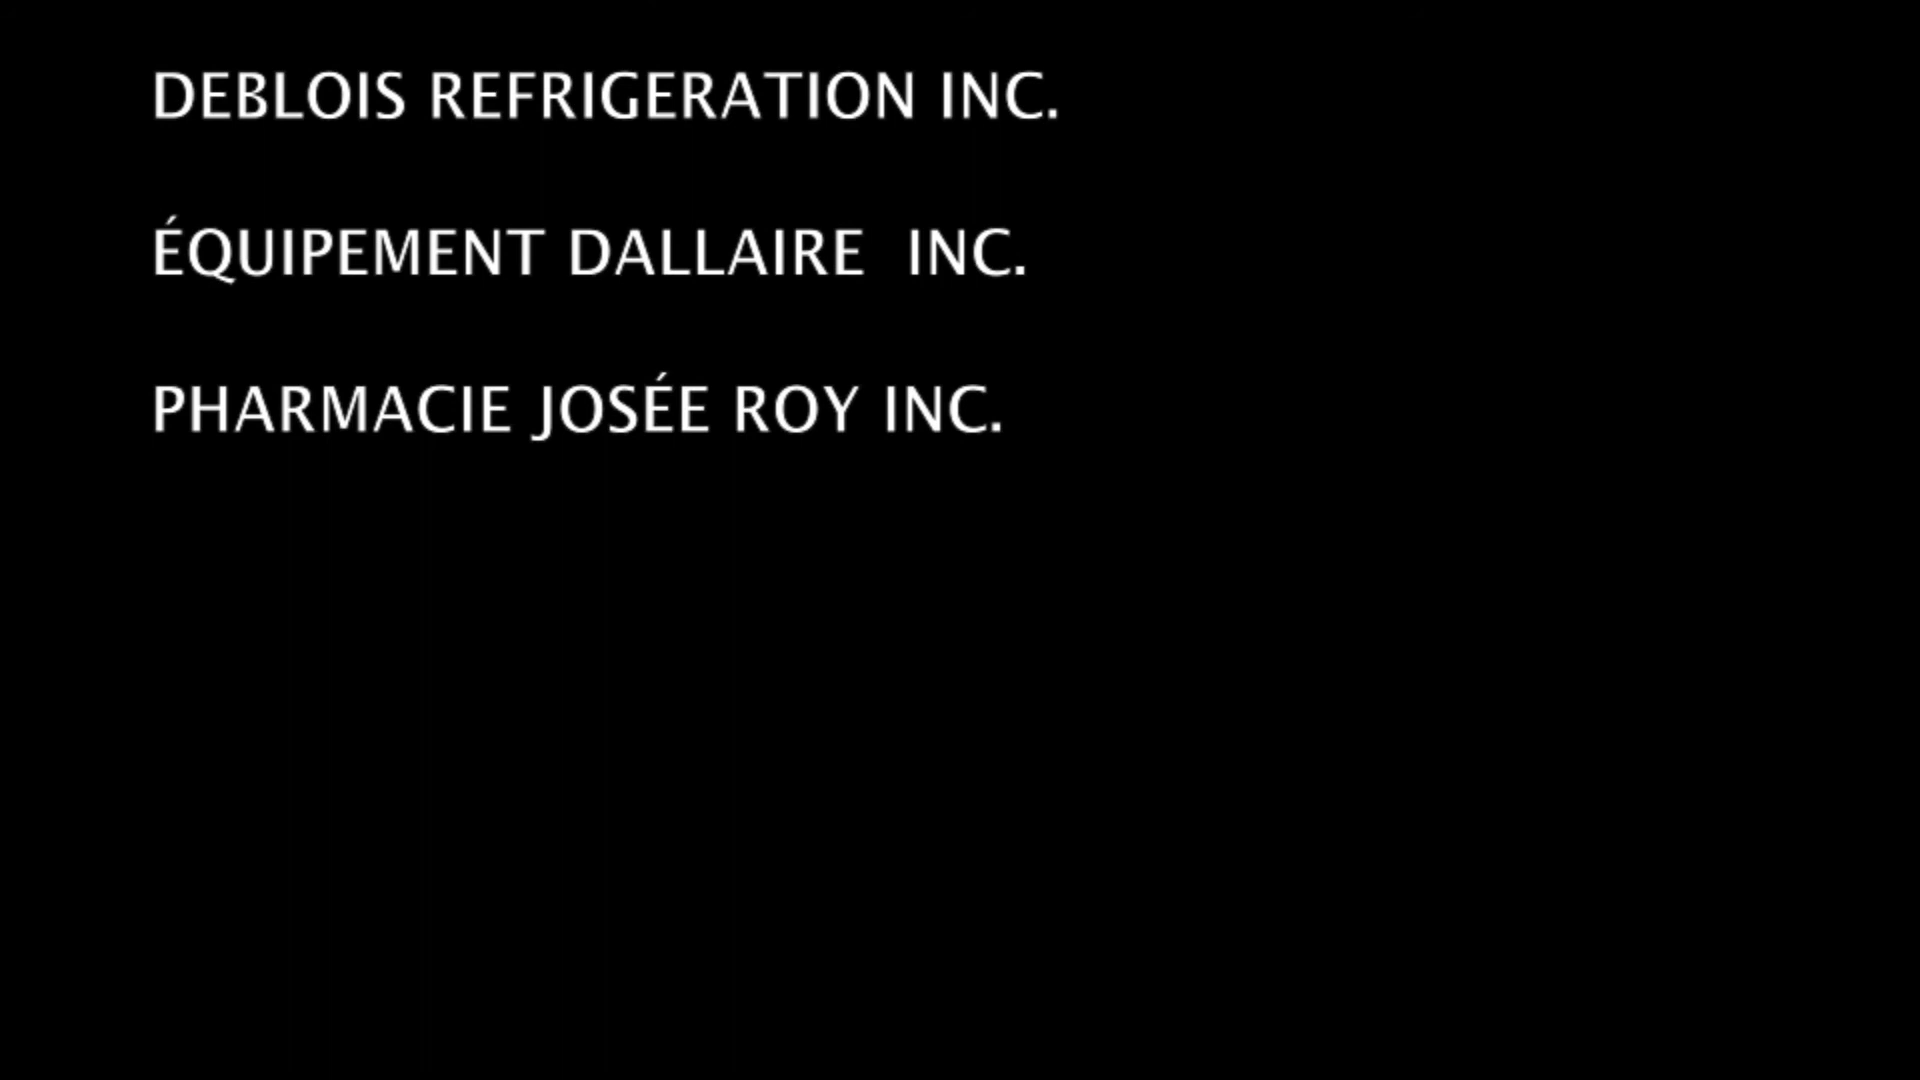 DEBLOIS REFRIGERATION INC.
ÉQUIPEMENT DALLAIRE  INC.
PHARMACIE JOSÉE ROY INC.